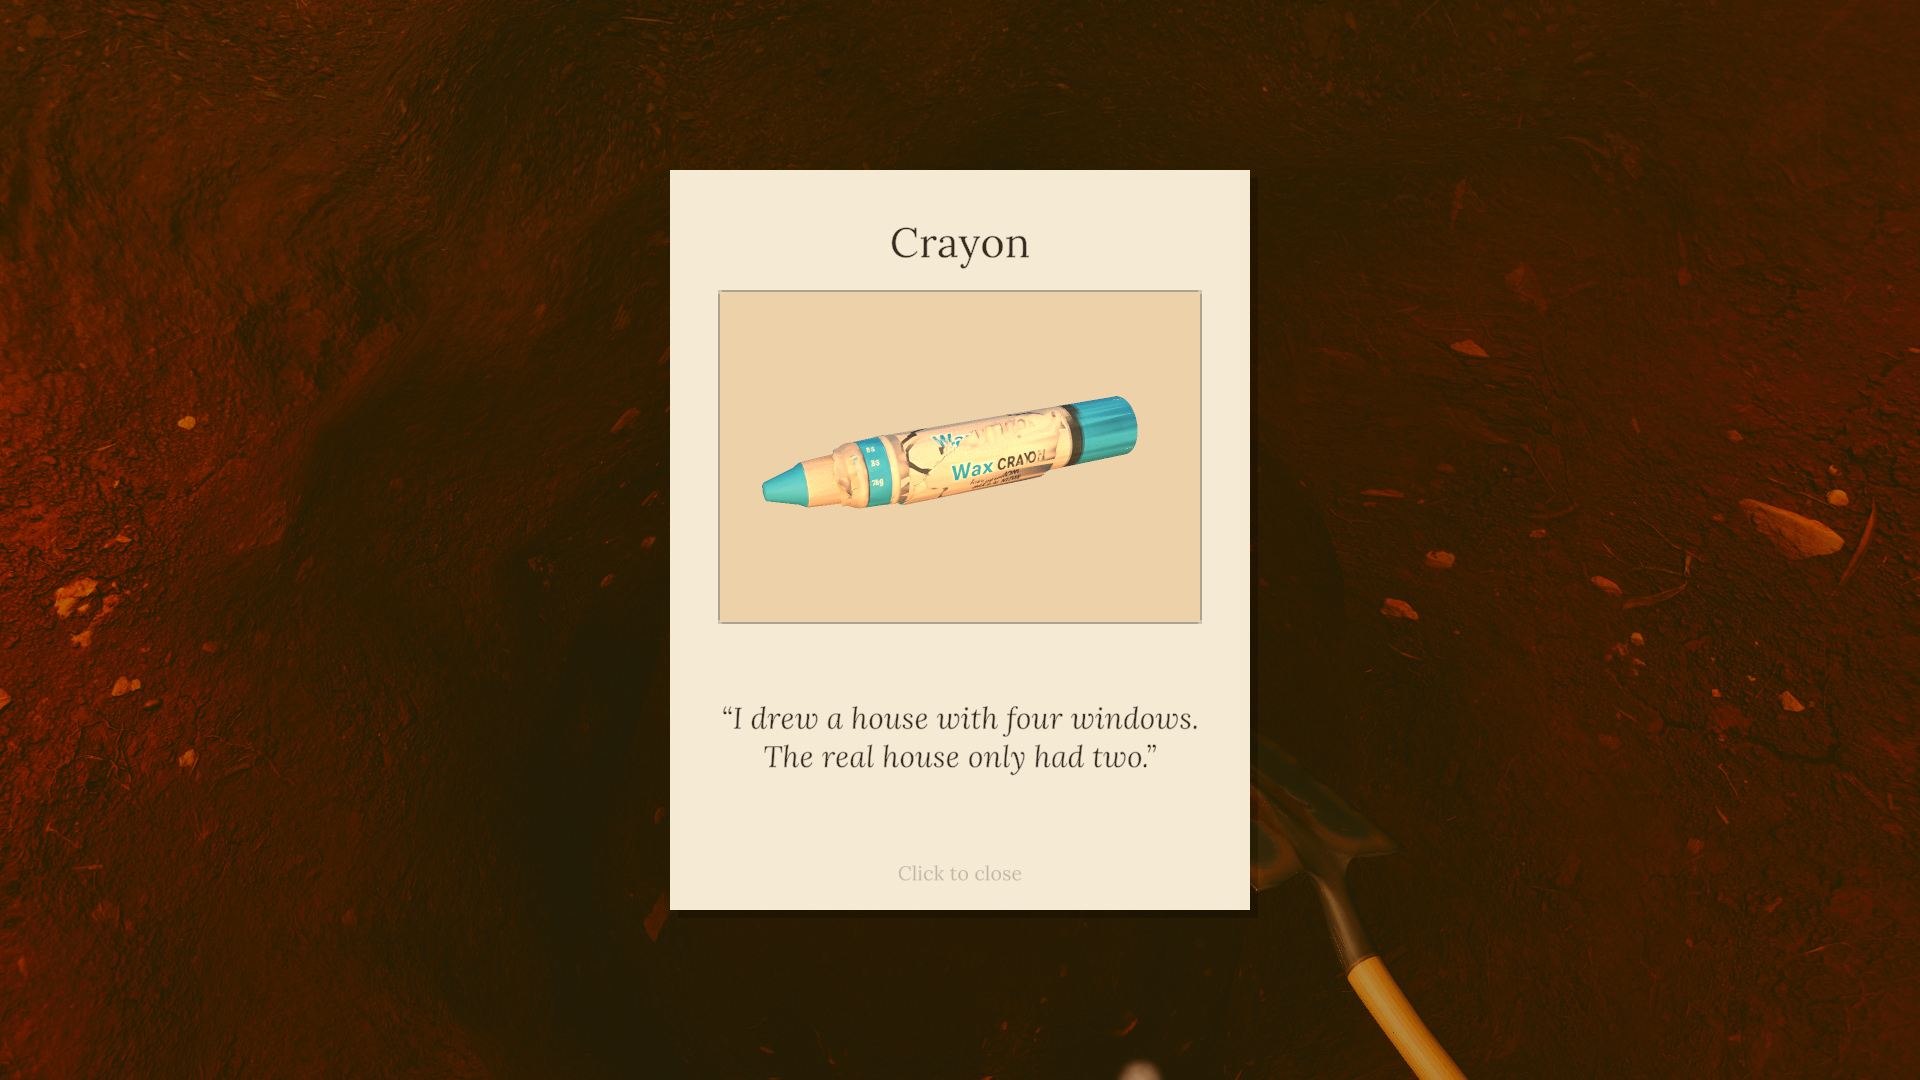 Crayon
Wax CRAYON
“I drew a house with four windows.
The real house only had two.”
Click to close